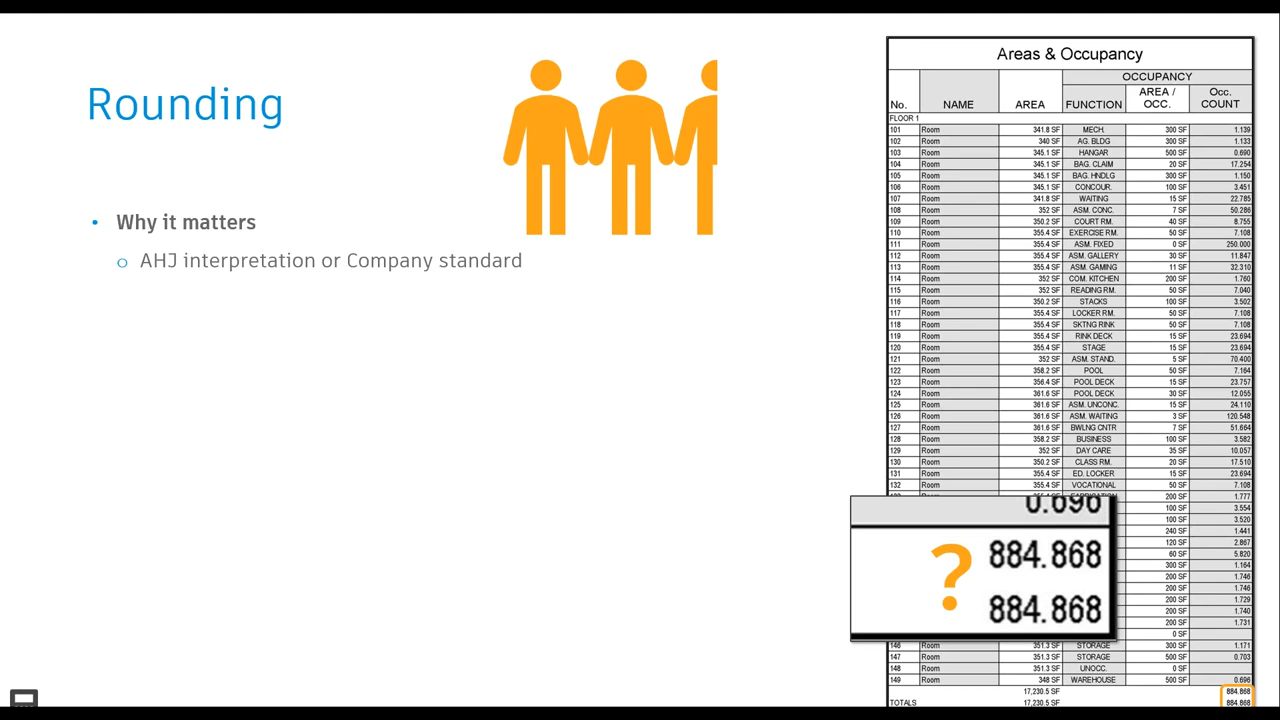 Rounding
• Why it matters
o AHJ interpretation or Company standard
Areas & Occupancy
OCCUPANCY
No. NAME AREA FUNCTION AREA / OCC. Occ. COUNT
FLOOR 1
101 Room 341.8 SF MECH. 300 SF 1.139
102 Room 340 SF AG. BLDG 300 SF 1.133
103 Room 345.1 SF HANGAR 500 SF 0.690
104 Room 345.1 SF BAG. CLAIM 20 SF 17.254
105 Room 345.1 SF BAG. HNDLG 300 SF 1.150
106 Room 345.1 SF CONCOUR. 100 SF 3.451
107 Room 341.8 SF WAITING 15 SF 22.785
108 Room 352 SF ASM. CONC. 7 SF 50.286
109 Room 350.2 SF COURT RM. 40 SF 8.755
110 Room 355.4 SF EXERCISE RM. 50 SF 7.108
111 Room 355.4 SF ASM. FIXED 0 SF 250.000
112 Room 355.4 SF ASM. GALLERY 30 SF 11.847
113 Room 355.4 SF ASM. GAMING 11 SF 32.310
114 Room 352 SF COM. KITCHEN 200 SF 1.760
115 Room 352 SF READING RM. 50 SF 7.040
116 Room 350.2 SF STACKS 100 SF 3.502
117 Room 355.4 SF LOCKER RM. 50 SF 7.108
118 Room 355.4 SF SKTNG RINK 50 SF 7.108
119 Room 355.4 SF RINK DECK 15 SF 23.694
120 Room 355.4 SF STAGE 15 SF 23.694
121 Room 352 SF ASM. STAND. 5 SF 70.400
122 Room 358.2 SF POOL 50 SF 7.164
123 Room 356.4 SF POOL DECK 15 SF 23.757
124 Room 361.6 SF POOL DECK 30 SF 12.055
125 Room 361.6 SF ASM. UNCONC. 15 SF 24.110
126 Room 361.6 SF ASM. WAITING 3 SF 120.548
127 Room 361.6 SF BWLNG CNTR 7 SF 51.664
128 Room 358.2 SF BUSINESS 100 SF 3.582
129 Room 352 SF DAY CARE 35 SF 10.057
130 Room 350.2 SF CLASS RM. 20 SF 17.510
131 Room 355.4 SF ED. LOCKER 15 SF 23.694
132 Room 355.4 SF VOCATIONAL 50 SF 7.108
200 SF 1.777
100 SF 3.554
100 SF 3.520
240 SF 1.441
120 SF 2.867
60 SF 5.820
300 SF 1.164
200 SF 1.746
200 SF 1.746
200 SF 1.729
200 SF 1.740
200 SF 1.731
0 SF
146 Room 351.3 SF STORAGE 300 SF 1.171
147 Room 351.3 SF STORAGE 500 SF 0.703
148 Room 351.3 SF UNOCC. 0 SF
149 Room 348 SF WAREHOUSE 500 SF 0.696
17,230.5 SF 884.868
TOTALS 17,230.5 SF 884.868
0.696
? 884.868
884.868